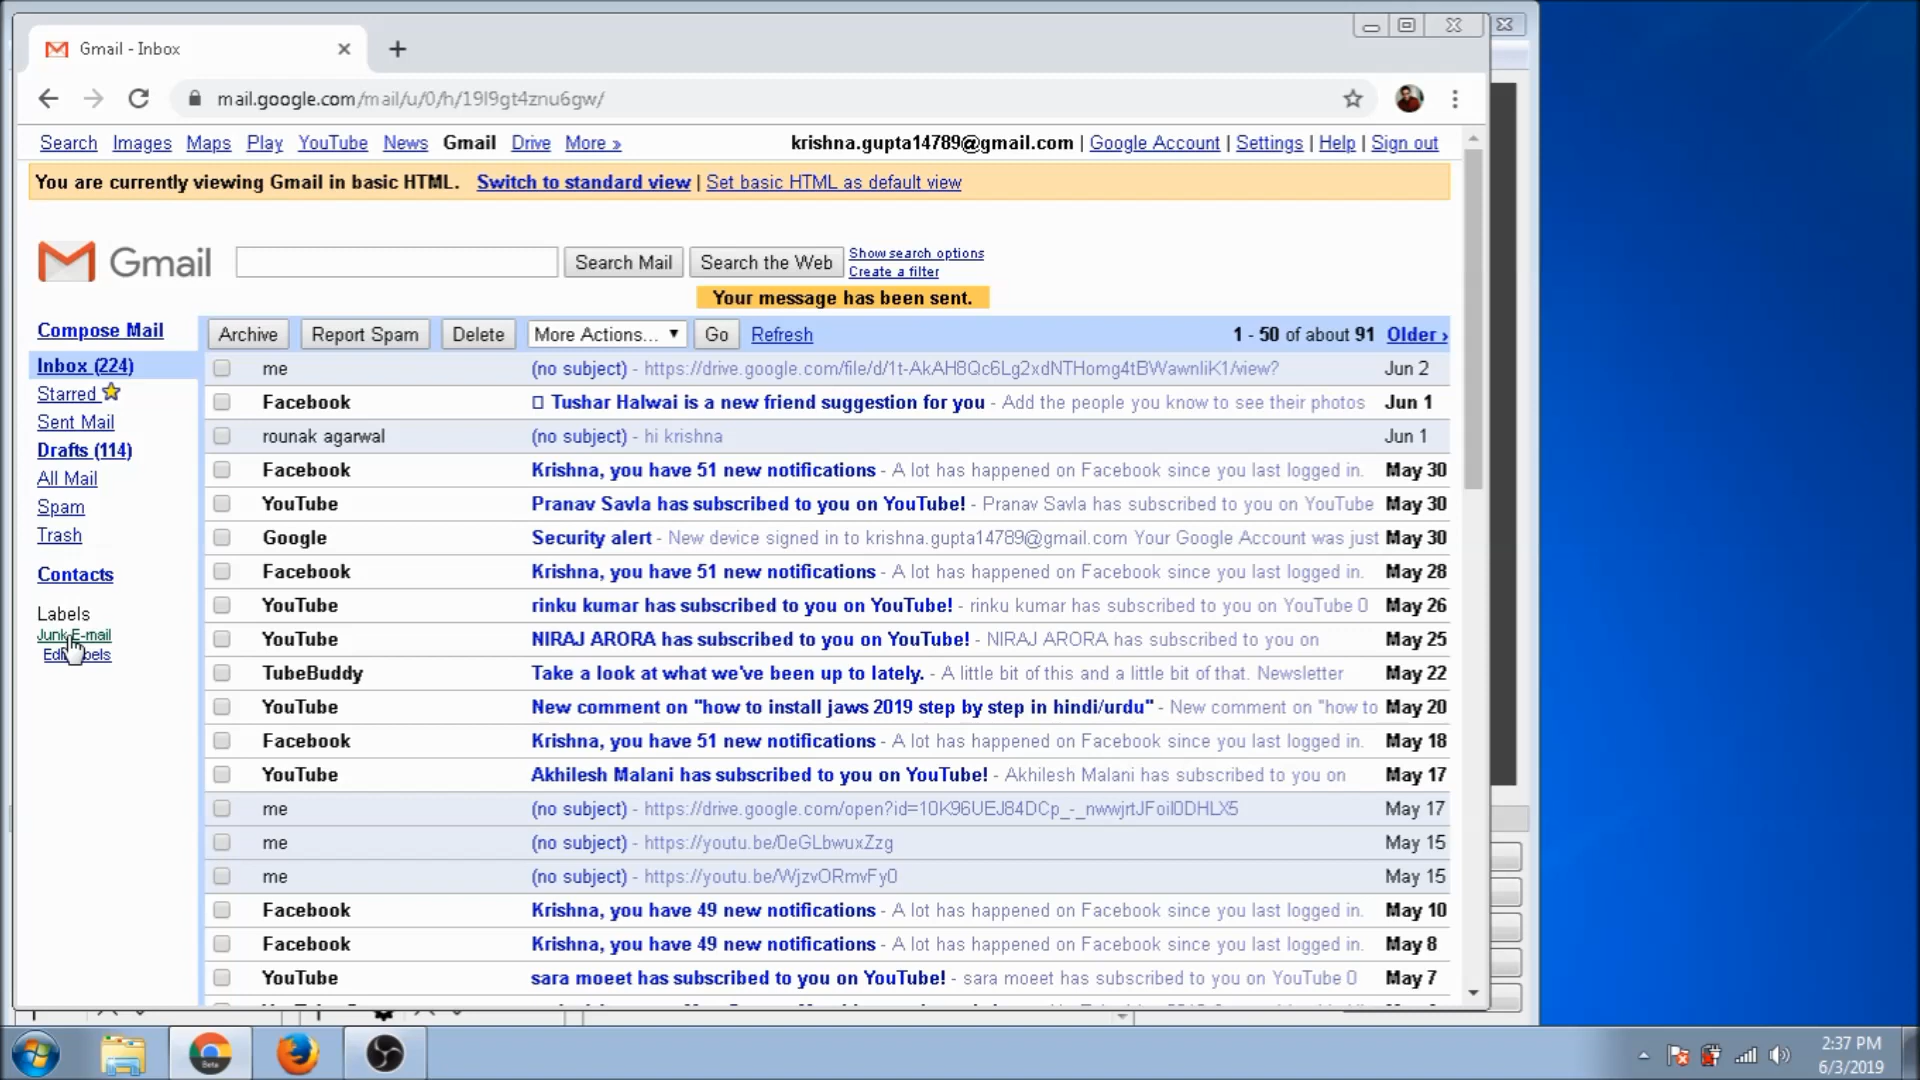 Gmail - Inbox
mail.google.com/mail/u/0/h/19l9gt4znu6gw/
Search Images Maps Play YouTube News Gmail Drive More »
krishna.gupta14789@gmail.com | Google Account | Settings | Help | Sign out
You are currently viewing Gmail in basic HTML. Switch to standard view | Set basic HTML as default view
Gmail
Search Mail
Search the Web
Show search options
Create a filter
Your message has been sent.
Compose Mail
Inbox (224)
Starred
Sent Mail
Drafts (114)
All Mail
Spam
Trash
Contacts
Labels
Junk E-mail
Archive Report Spam Delete More Actions... Go Refresh 1 - 50 of about 91 Older ›
me (no subject) - https://drive.google.com/file/d/1t-AkAH8Qc6Lg2xdNTHomg4tBWawnliK1/view? Jun 2
Facebook Tushar Halwai is a new friend suggestion for you - Add the people you know to see their photos Jun 1
rounak agarwal (no subject) - hi krishna Jun 1
Facebook Krishna, you have 51 new notifications - A lot has happened on Facebook since you last logged in. May 30
YouTube Pranav Savla has subscribed to you on YouTube! - Pranav Savla has subscribed to you on YouTube May 30
Google Security alert - New device signed in to krishna.gupta14789@gmail.com Your Google Account was just May 30
Facebook Krishna, you have 51 new notifications - A lot has happened on Facebook since you last logged in. May 28
YouTube rinku kumar has subscribed to you on YouTube! - rinku kumar has subscribed to you on YouTube 0 May 26
YouTube NIRAJ ARORA has subscribed to you on YouTube! - NIRAJ ARORA has subscribed to you on May 25
TubeBuddy Take a look at what we've been up to lately. - A little bit of this and a little bit of that. Newsletter May 22
YouTube New comment on "how to install jaws 2019 step by step in hindi/urdu" - New comment on "how to May 20
Facebook Krishna, you have 51 new notifications - A lot has happened on Facebook since you last logged in. May 18
YouTube Akhilesh Malani has subscribed to you on YouTube! - Akhilesh Malani has subscribed to you on May 17
me (no subject) - https://drive.google.com/open?id=10K96UEJ84DCp_-_nwwjrtJFoil0DHLX5 May 17
me (no subject) - https://youtu.be/0eGLbwuxZzg May 15
me (no subject) - https://youtu.be/WjzvORmvFy0 May 15
Facebook Krishna, you have 49 new notifications - A lot has happened on Facebook since you last logged in. May 10
Facebook Krishna, you have 49 new notifications - A lot has happened on Facebook since you last logged in. May 8
YouTube sara moeet has subscribed to you on YouTube! - sara moeet has subscribed to you on YouTube 0 May 7
Beta
2:37 PM
6/3/2019